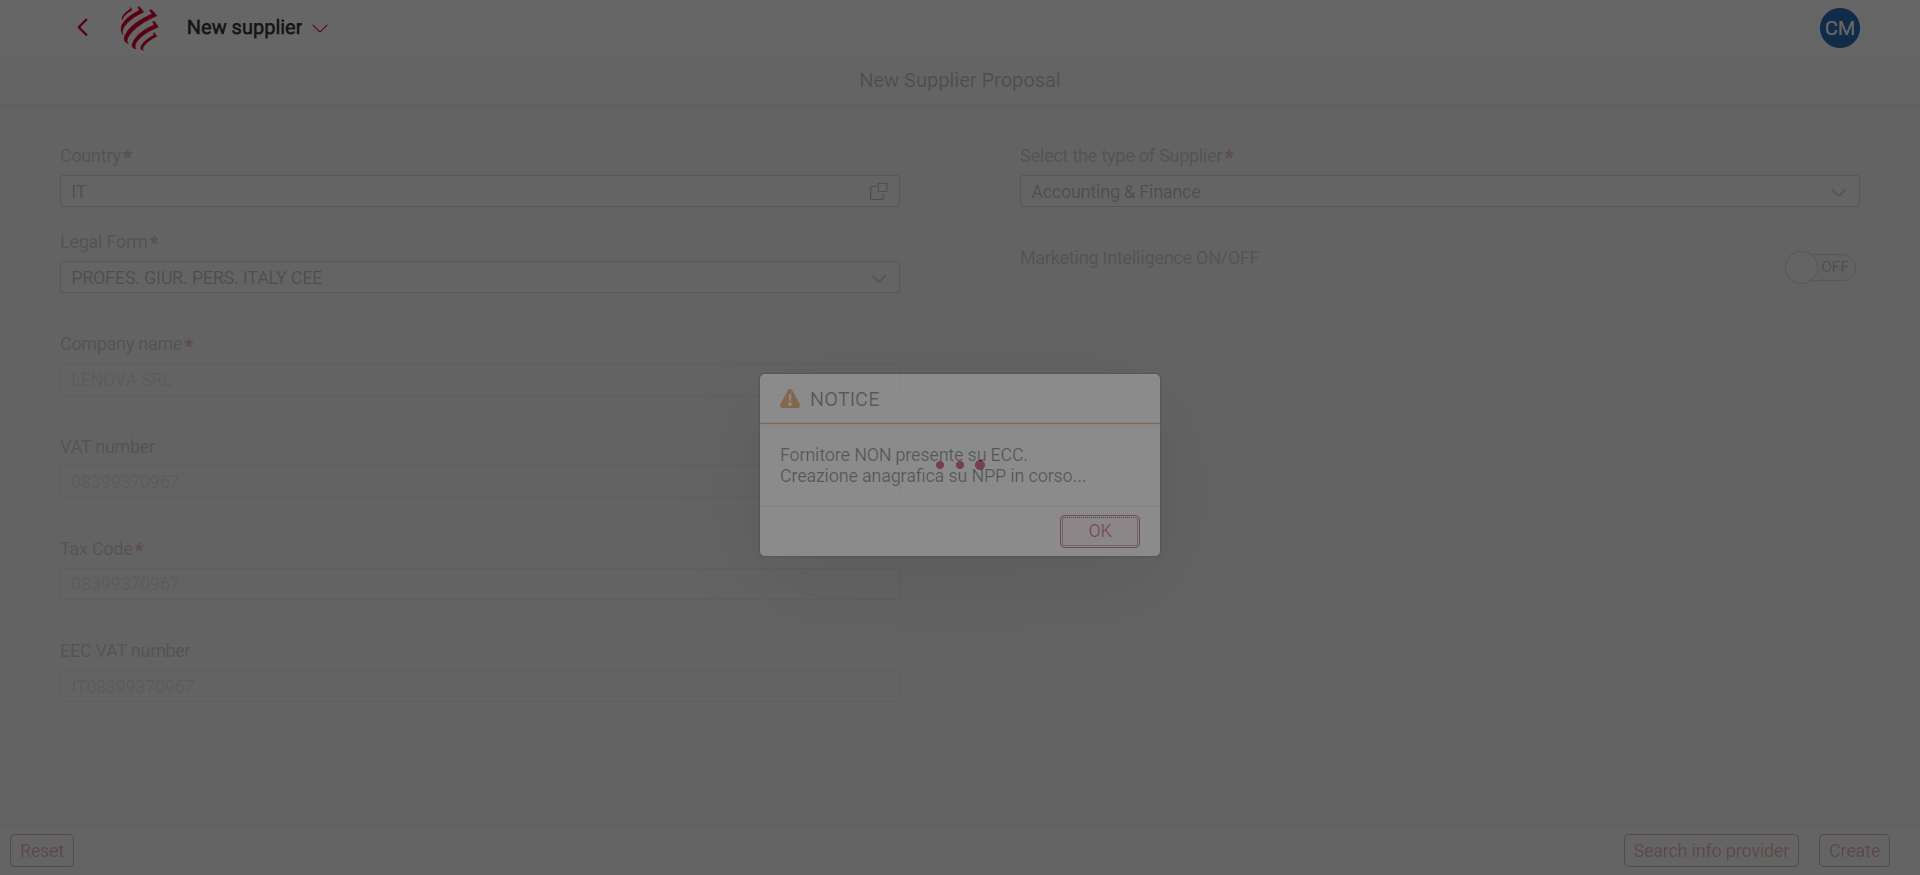 New supplier
CM
New Supplier Proposal
Country*
IT
Select the type of Supplier*
Accounting & Finance
Legal Form*
PROFES. GIUR. PERS. ITALY CEE
Marketing Intelligence ON/OFF
OFF
Company name*
LENOVA SRL
VAT number
08399370967
Tax Code*
08399370967
EEC VAT number
IT08399370967
NOTICE
Fornitore NON presente su ECC.
Creazione anagrafica su NPP in corso...
OK
Reset
Search info provider
Create